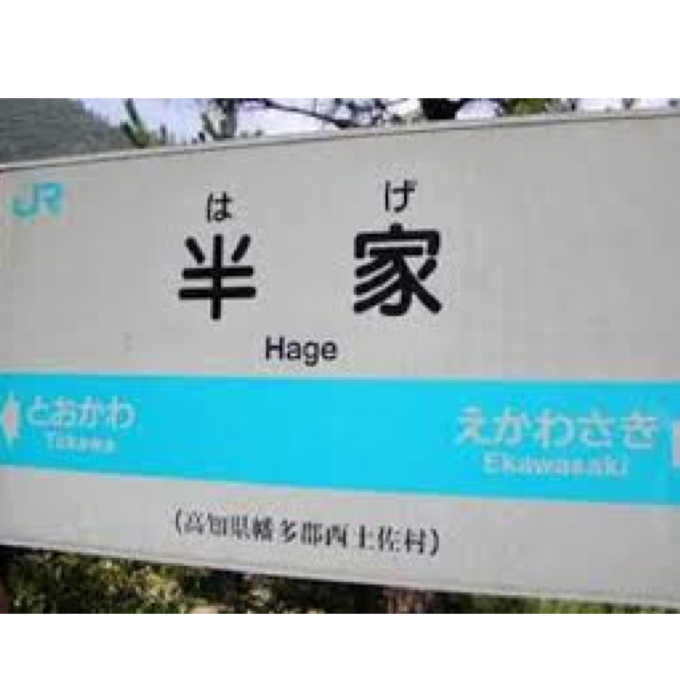 JR
は げ
半 家
Hage
とおかわ えかわさき
Tōkawa Ekawasaki
(高知県幡多郡西土佐村)